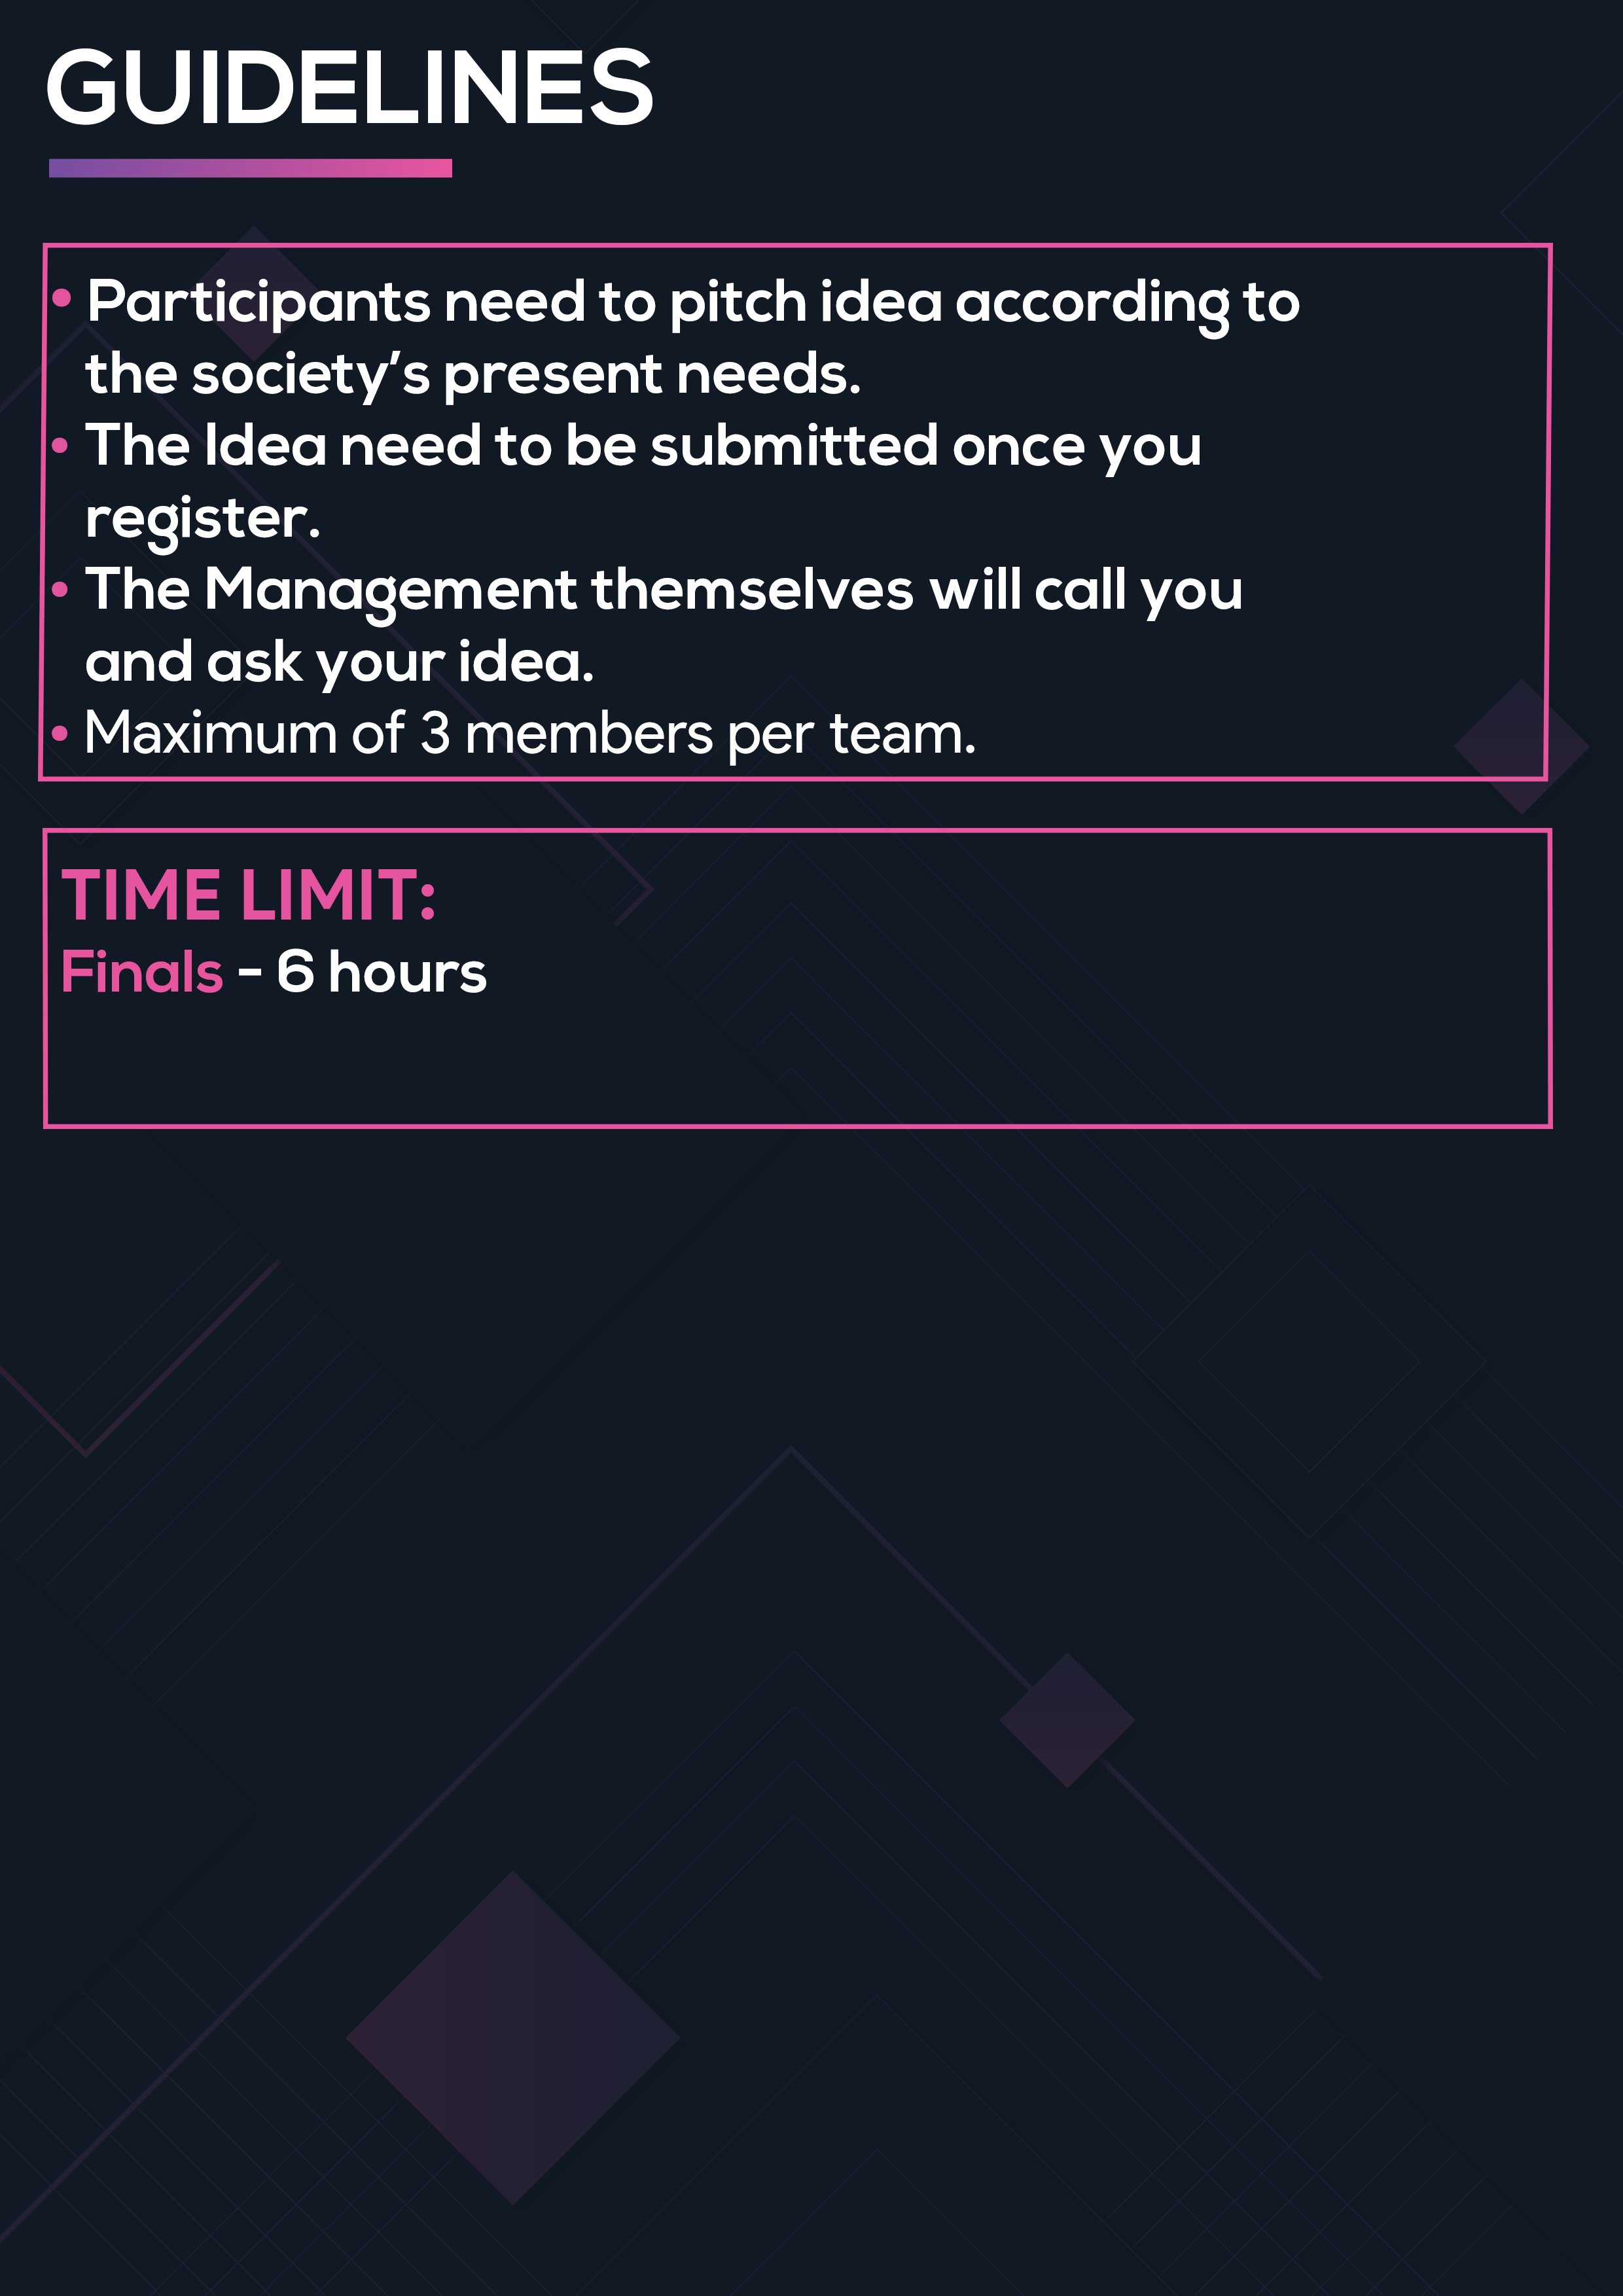 GUIDELINES
• Participants need to pitch idea according to
the society's present needs.
• The Idea need to be submitted once you
register.
• The Management themselves will call you
and ask your idea.
• Maximum of 3 members per team.
TIME LIMIT:
Finals - 6 hours